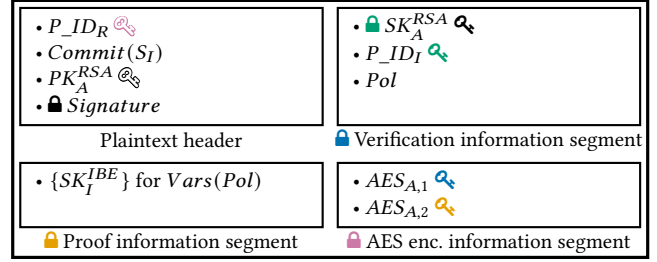 • P_ID_R
• Commit(S_I)
• PK_A^RSA
• Signature
Plaintext header
• SK_A^RSA
• P_ID_I
• Pol
Verification information segment
• {SK_I^IBE} for Vars(Pol)
Proof information segment
• AES_A,1
• AES_A,2
AES enc. information segment